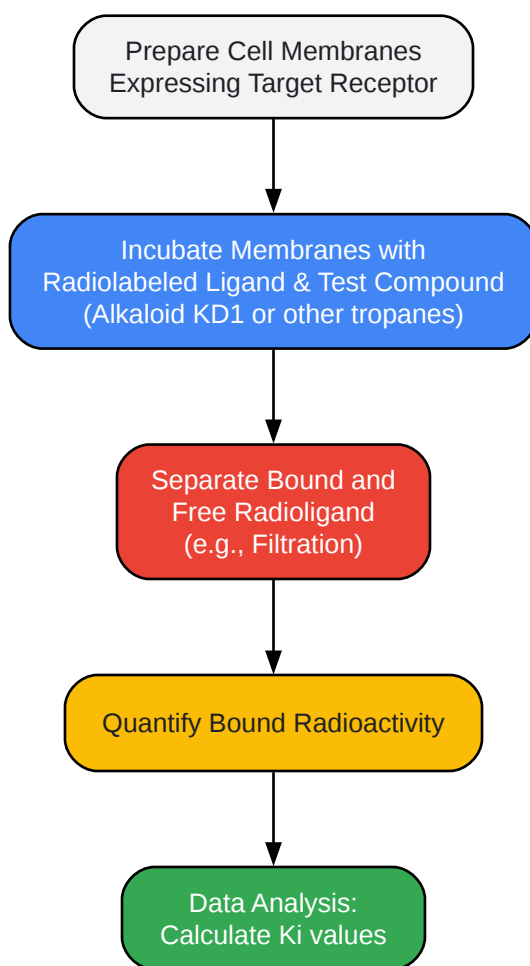 Prepare Cell Membranes
Expressing Target Receptor
Incubate Membranes with
Radiolabeled Ligand & Test Compound
(Alkaloid KD1 or other tropanes)
Separate Bound and
Free Radioligand
(e.g., Filtration)
Quantify Bound Radioactivity
Data Analysis:
Calculate Ki values